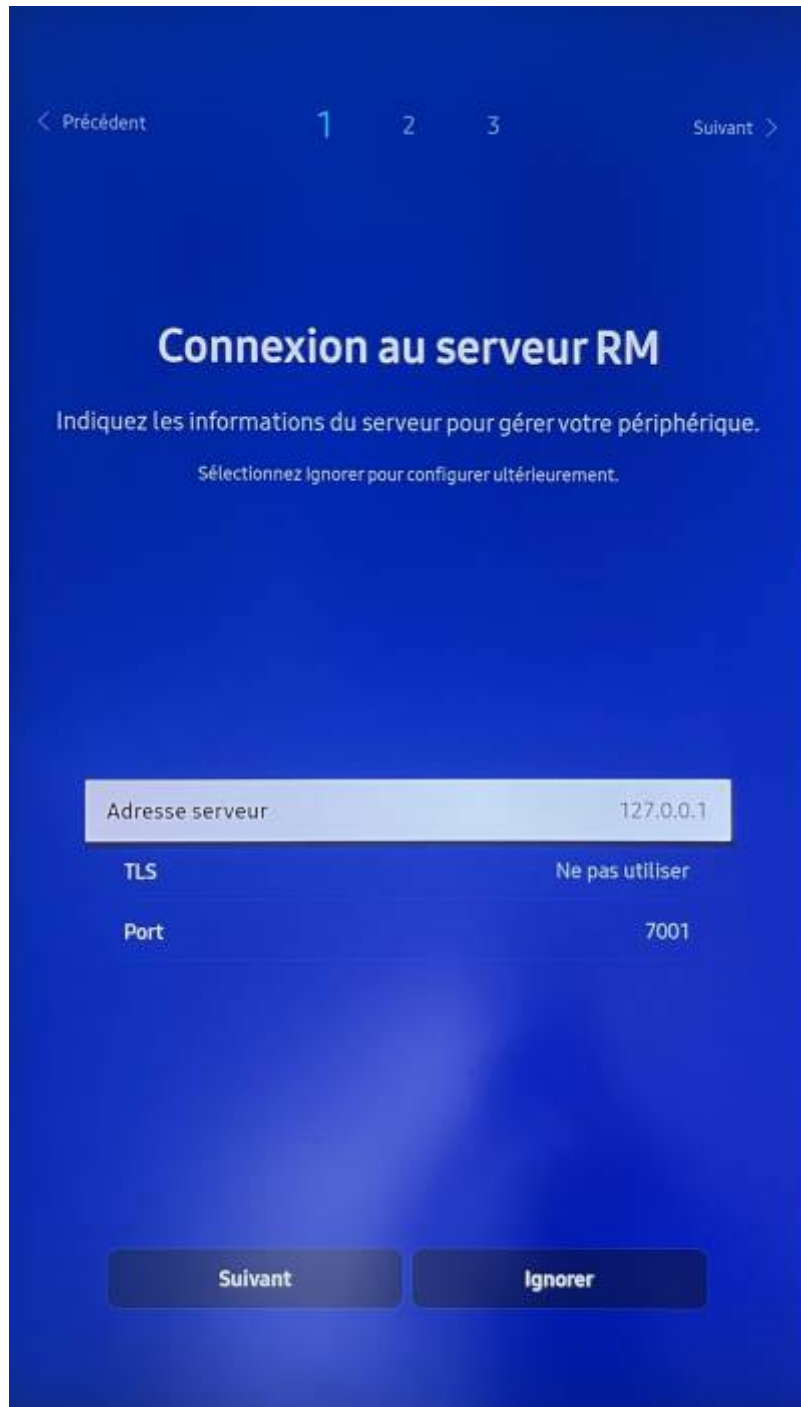 < Précédent 1 2 3 Suivant >
Connexion au serveur RM
Indiquez les informations du serveur pour gérer votre périphérique.
Sélectionnez Ignorer pour configurer ultérieurement.
Adresse serveur 127.0.0.1
TLS Ne pas utiliser
Port 7001
Suivant Ignorer